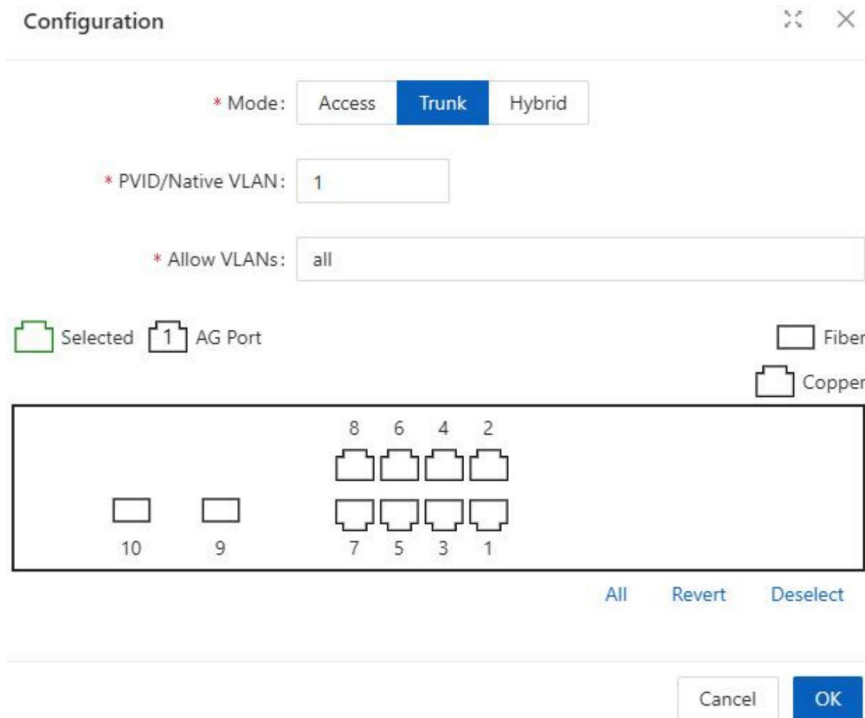 Configuration
* Mode: Access Trunk Hybrid
* PVID/Native VLAN: 1
* Allow VLANs: all
Selected 1 AG Port Fiber
Copper
8 6 4 2
10 9 7 5 3 1
All Revert Deselect
Cancel OK